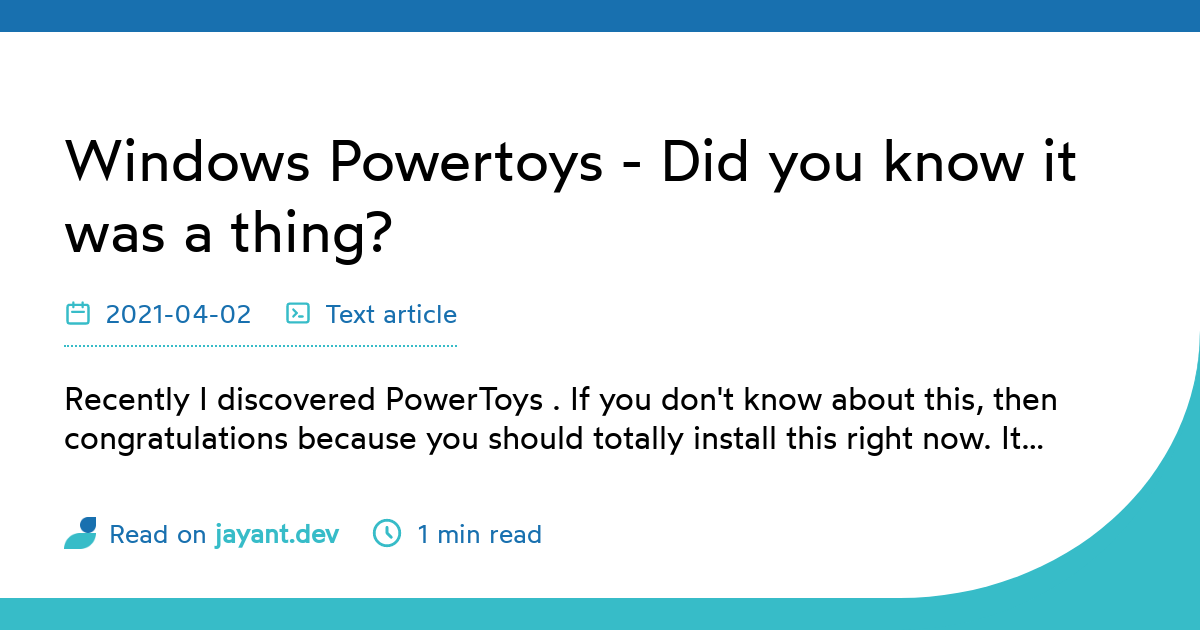 Windows Powertoys - Did you know it
was a thing?
2021-04-02 Text article
Recently I discovered PowerToys . If you don't know about this, then
congratulations because you should totally install this right now. It...
Read on jayant.dev 1 min read